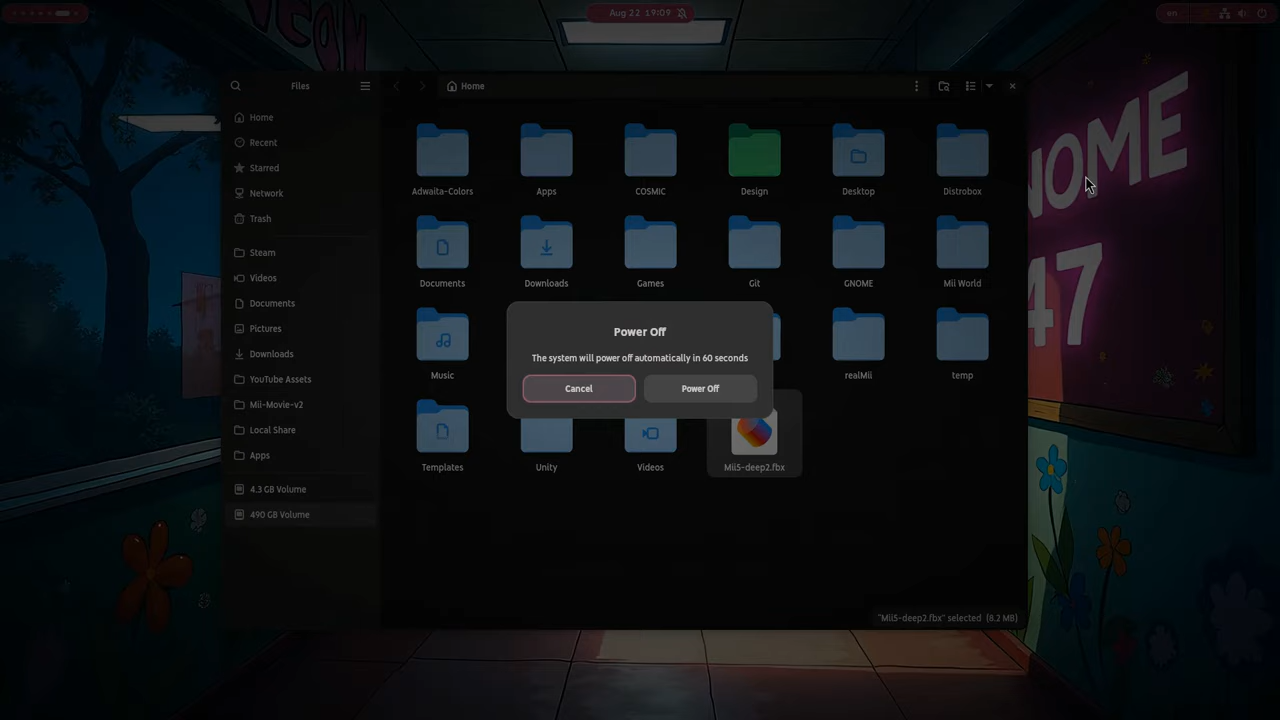 Aug 22 19:09
en
Files
Home
Home
Recent
Starred
Network
Trash
Steam
Videos
Documents
Pictures
Downloads
YouTube Assets
Mii-Movie-v2
Local Share
Apps
4.3 GB Volume
490 GB Volume
Adwaita-Colors
Apps
COSMIC
Design
Desktop
Distrobox
Documents
Downloads
Games
Git
GNOME
Mii World
Music
realMii
temp
Templates
Unity
Videos
Mii5-deep2.fbx
"Mii5-deep2.fbx" selected (8.2 MB)
Power Off
The system will power off automatically in 60 seconds
Cancel
Power Off
NOME
47